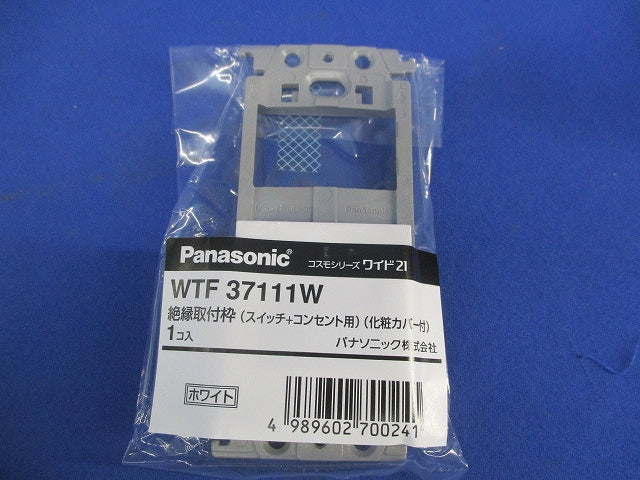 Panasonic
Panasonic® コスモシリーズ ワイド21
WTF 37111W
絶縁取付枠 (スイッチ+コンセント用) (化粧カバー付)
1コ入 パナソニック株式会社
ホワイト
4 989602 700241